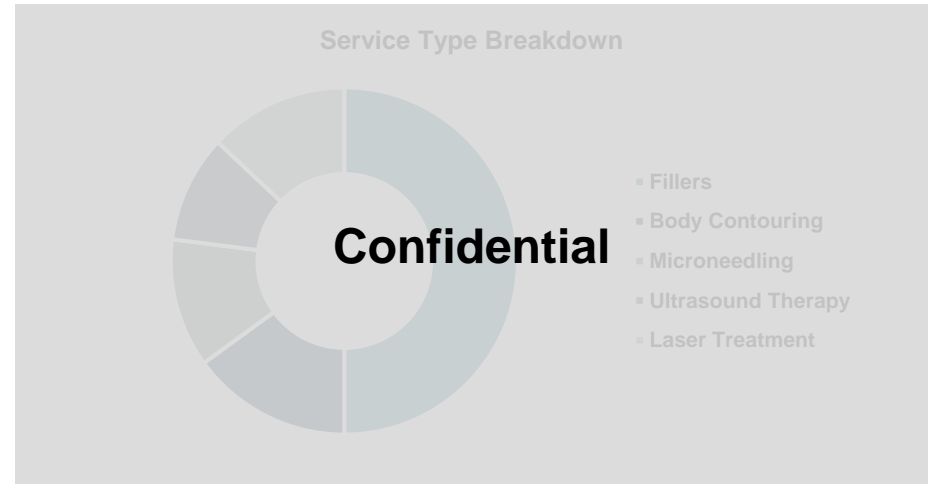 Service Type Breakdown
Fillers
Body Contouring
Confidential
Microneedling
Ultrasound Therapy
Laser Treatment